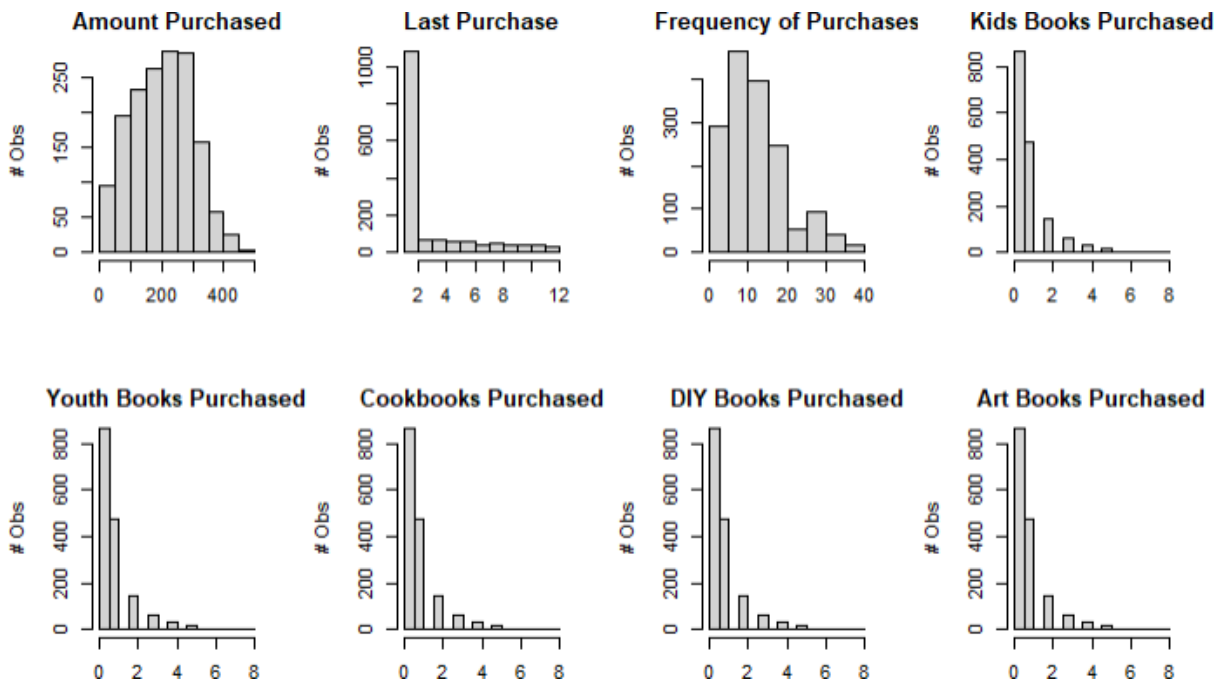 Amount Purchased
# Obs
0 50 150 250
0 200 400
Last Purchase
# Obs
0 200 600 1000
2 4 6 8 12
Frequency of Purchases
# Obs
0 100 300
0 10 20 30 40
Kids Books Purchased
# Obs
0 200 400 600 800
0 2 4 6 8
Youth Books Purchased
# Obs
0 200 400 600 800
0 2 4 6 8
Cookbooks Purchased
# Obs
0 200 400 600 800
0 2 4 6 8
DIY Books Purchased
# Obs
0 200 400 600 800
0 2 4 6 8
Art Books Purchased
# Obs
0 200 400 600 800
0 2 4 6 8